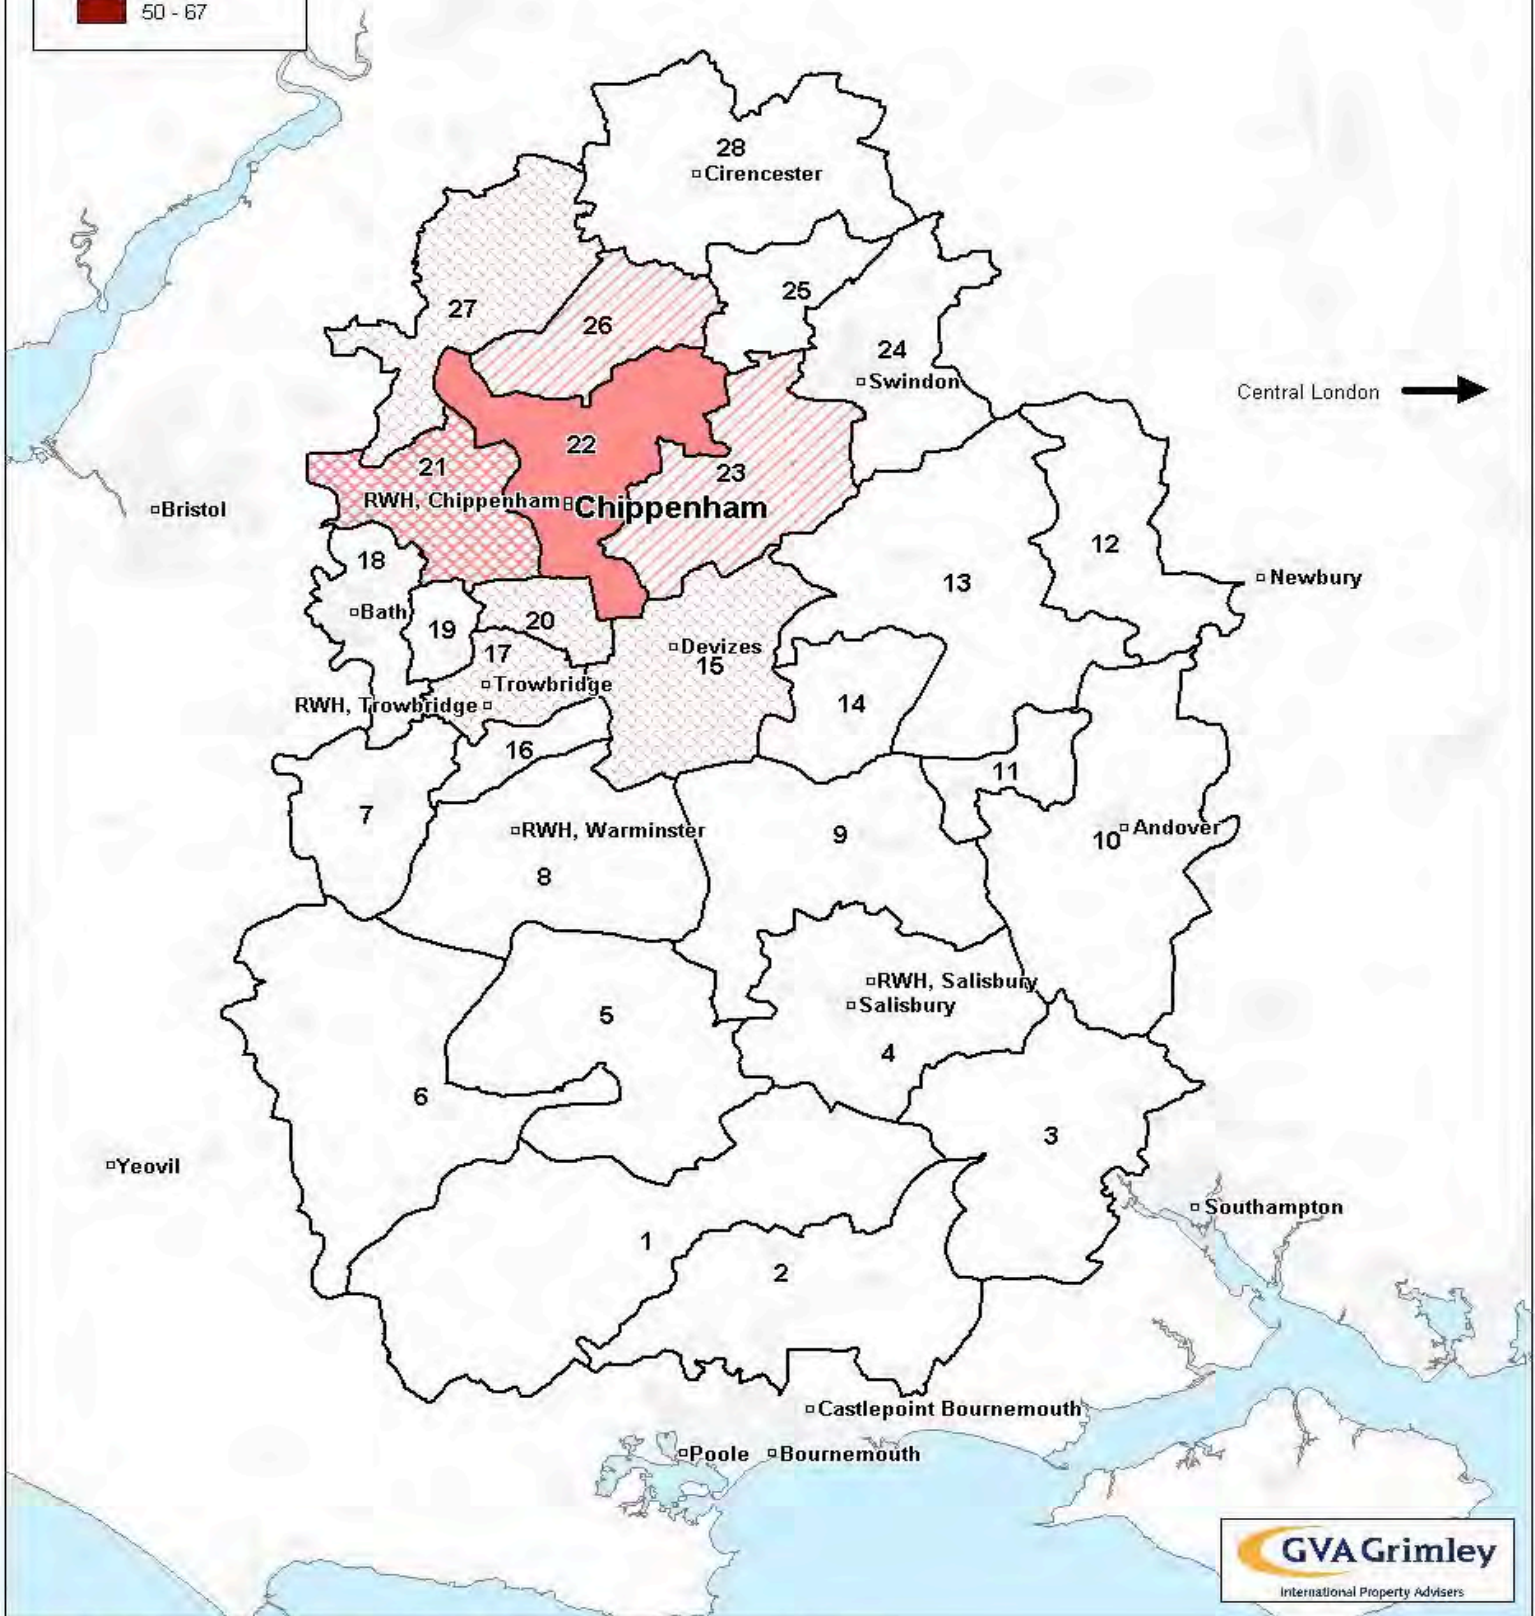 50 - 67
28
Cirencester
27
25
26
24
Swindon
Central London
22
21
23
RWH, Chippenham
Chippenham
Bristol
18
12
13
Newbury
Bath
19
20
Devizes
17
15
Trowbridge
RWH, Trowbridge
14
16
11
7
RWH, Warminster
9
10
Andover
8
RWH, Salisbury
Salisbury
5
4
6
3
Yeovil
Southampton
1
2
Castlepoint Bournemouth
Poole
Bournemouth
GVA Grimley
International Property Advisers